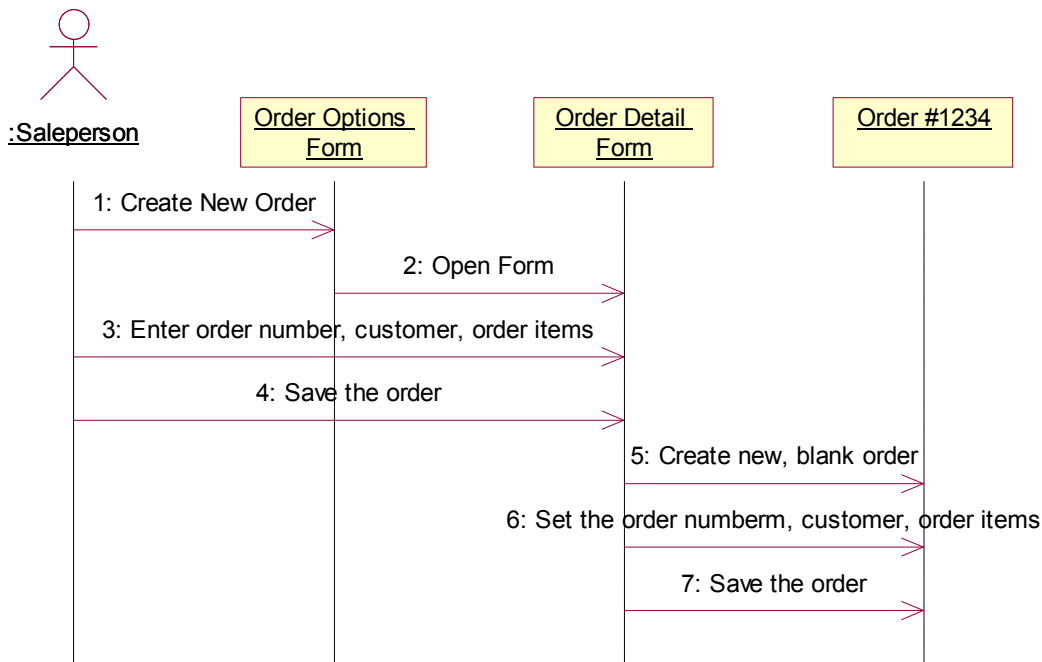 :Saleperson
Order Options
Form
Order Detail
Form
Order #1234
1: Create New Order
2: Open Form
3: Enter order number, customer, order items
4: Save the order
5: Create new, blank order
6: Set the order numberm, customer, order items
7: Save the order